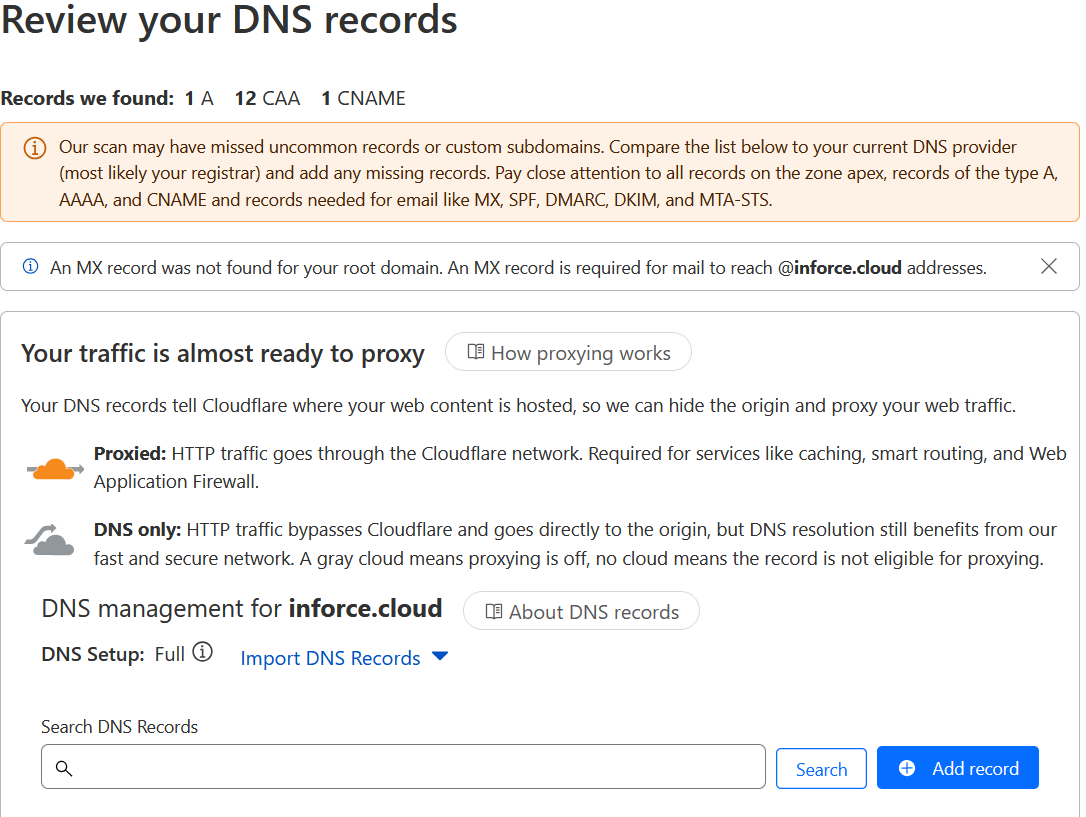 Review your DNS records
Records we found: 1 A 12 CAA 1 CNAME
Our scan may have missed uncommon records or custom subdomains. Compare the list below to your current DNS provider
(most likely your registrar) and add any missing records. Pay close attention to all records on the zone apex, records of the type A,
AAAA, and CNAME and records needed for email like MX, SPF, DMARC, DKIM, and MTA-STS.
An MX record was not found for your root domain. An MX record is required for mail to reach @inforce.cloud addresses.
Your traffic is almost ready to proxy
How proxying works
Your DNS records tell Cloudflare where your web content is hosted, so we can hide the origin and proxy your web traffic.
Proxied: HTTP traffic goes through the Cloudflare network. Required for services like caching, smart routing, and Web
Application Firewall.
DNS only: HTTP traffic bypasses Cloudflare and goes directly to the origin, but DNS resolution still benefits from our
fast and secure network. A gray cloud means proxying is off, no cloud means the record is not eligible for proxying.
DNS management for inforce.cloud
About DNS records
DNS Setup: Full
Import DNS Records
Search DNS Records
Search
Add record